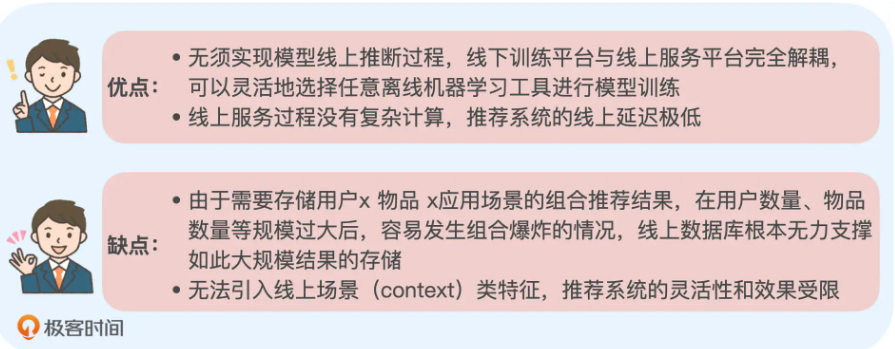 优点：
• 无须实现模型线上推断过程，线下训练平台与线上服务平台完全解耦，
可以灵活地选择任意离线机器学习工具进行模型训练
• 线上服务过程没有复杂计算，推荐系统的线上延迟极低
缺点：
• 由于需要存储用户x 物品 x应用场景的组合推荐结果，在用户数量、物品
数量等规模过大后，容易发生组合爆炸的情况，线上数据库根本无力支撑
如此大规模结果的存储
• 无法引入线上场景（context）类特征，推荐系统的灵活性和效果受限
极客时间